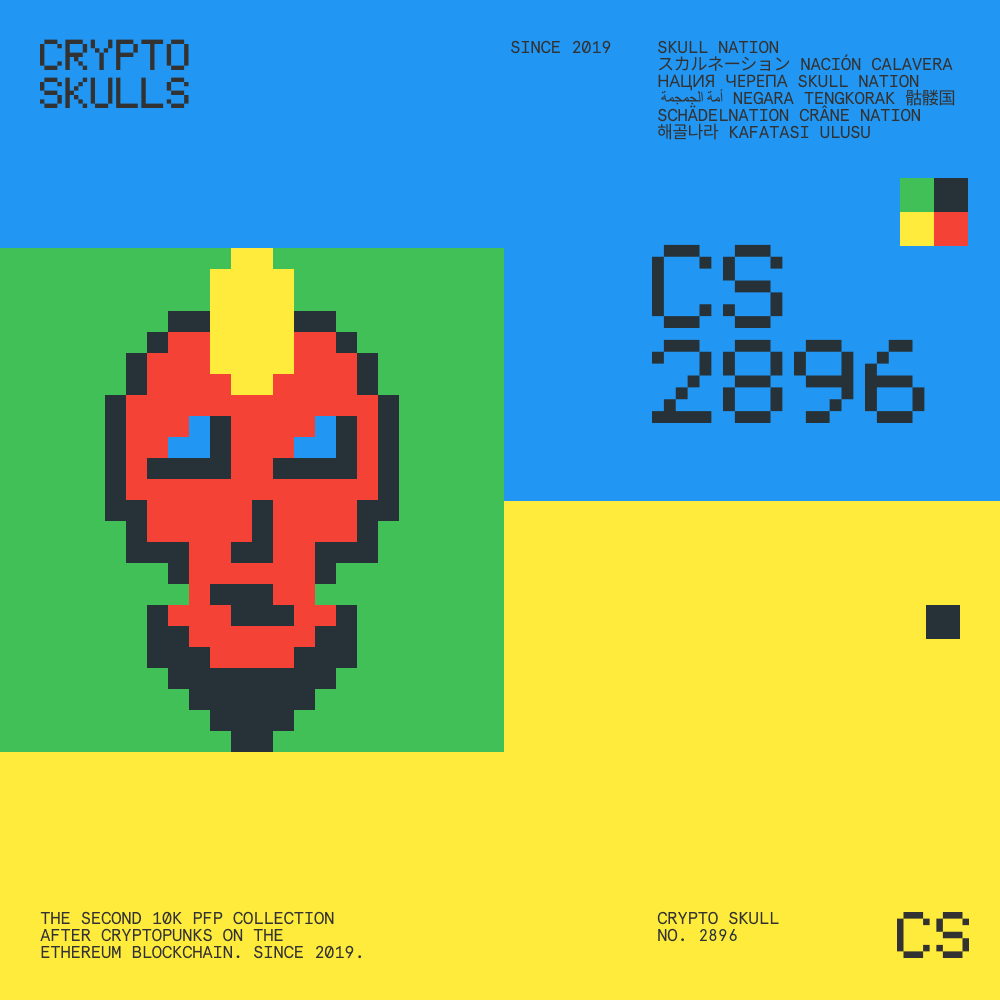 CRYPTO
SKULLS
SINCE 2019
SKULL NATION
スカルネーション NACIÓN CALAVERA
НАЦИЯ ЧЕРЕПА SKULL NATION
أمة الجمجمة NEGARA TENGKORAK 骷髅国
SCHÄDELNATION CRÂNE NATION
해골나라 KAFATASI ULUSU
CS
2896
THE SECOND 10K PFP COLLECTION
AFTER CRYPTOPUNKS ON THE
ETHEREUM BLOCKCHAIN. SINCE 2019.
CRYPTO SKULL
NO. 2896
CS